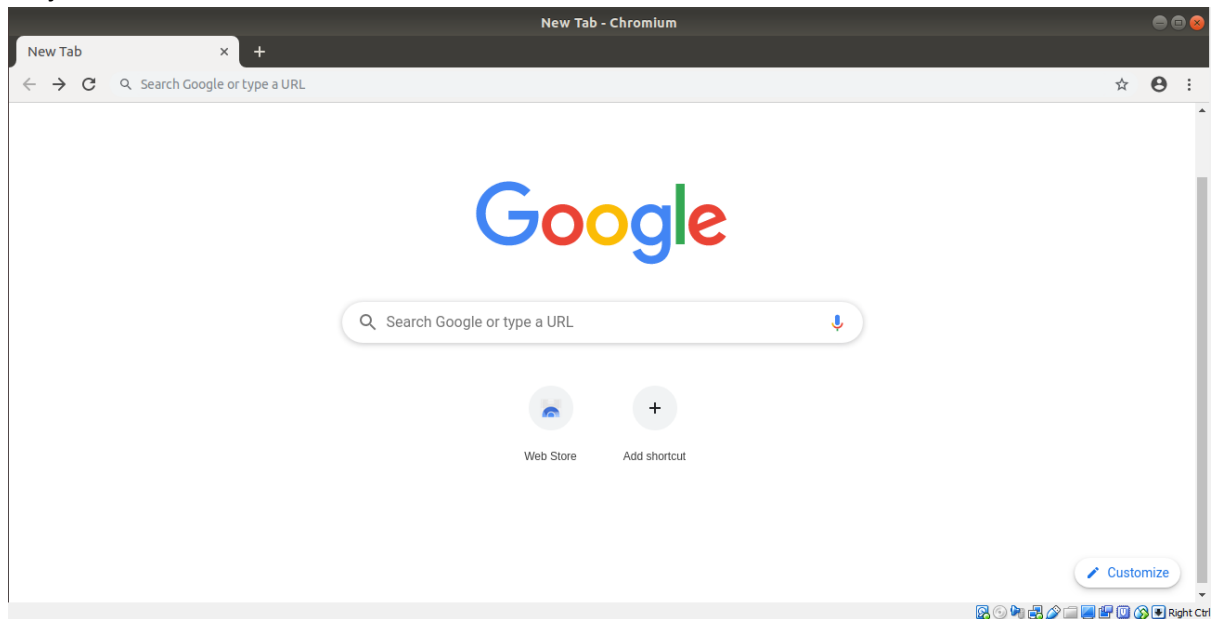 New Tab - Chromium
New Tab
Search Google or type a URL
Google
Search Google or type a URL
Web Store
Add shortcut
Customize
Right Ctrl